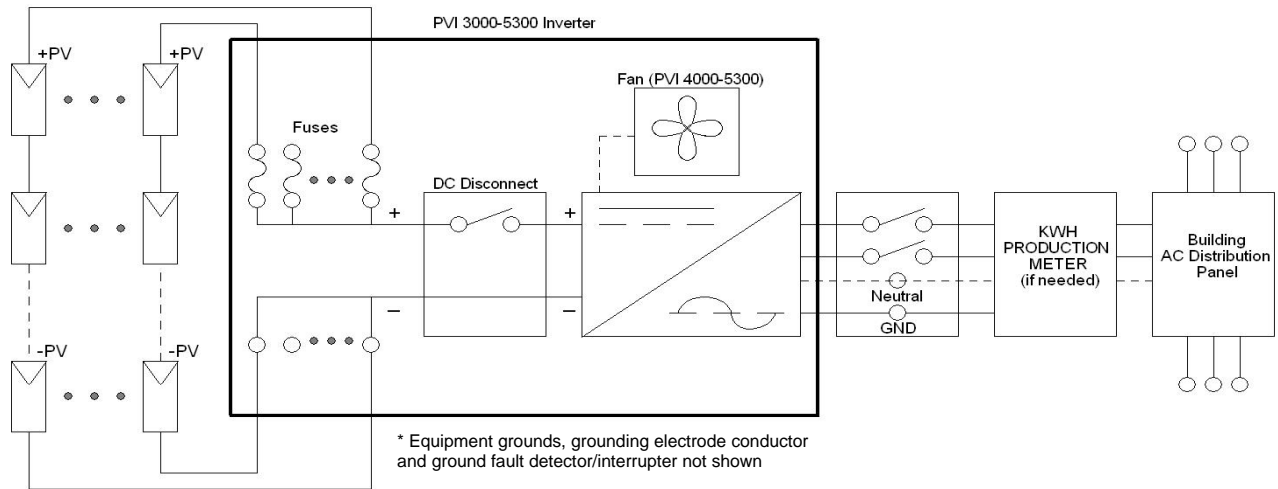 PVI 3000-5300 Inverter
+PV
+PV
Fan (PVI 4000-5300)
Fuses
DC Disconnect
+
+
KWH
PRODUCTION
METER
(if needed)
Building
AC Distribution
Panel
Neutral
GND
–
–
-PV
-PV
* Equipment grounds, grounding electrode conductor
and ground fault detector/interrupter not shown